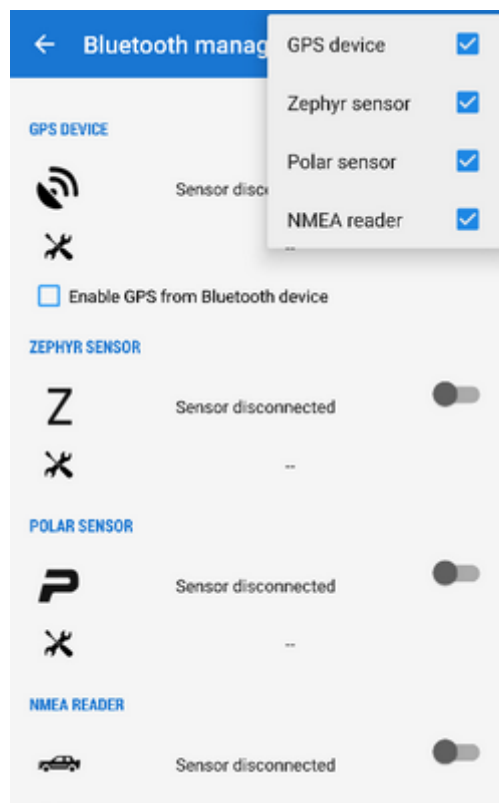 Bluetooth manag
GPS device
Zephyr sensor
Polar sensor
NMEA reader
GPS DEVICE
Sensor disc
--
Enable GPS from Bluetooth device
ZEPHYR SENSOR
Z
Sensor disconnected
--
POLAR SENSOR
P
Sensor disconnected
--
NMEA READER
Sensor disconnected